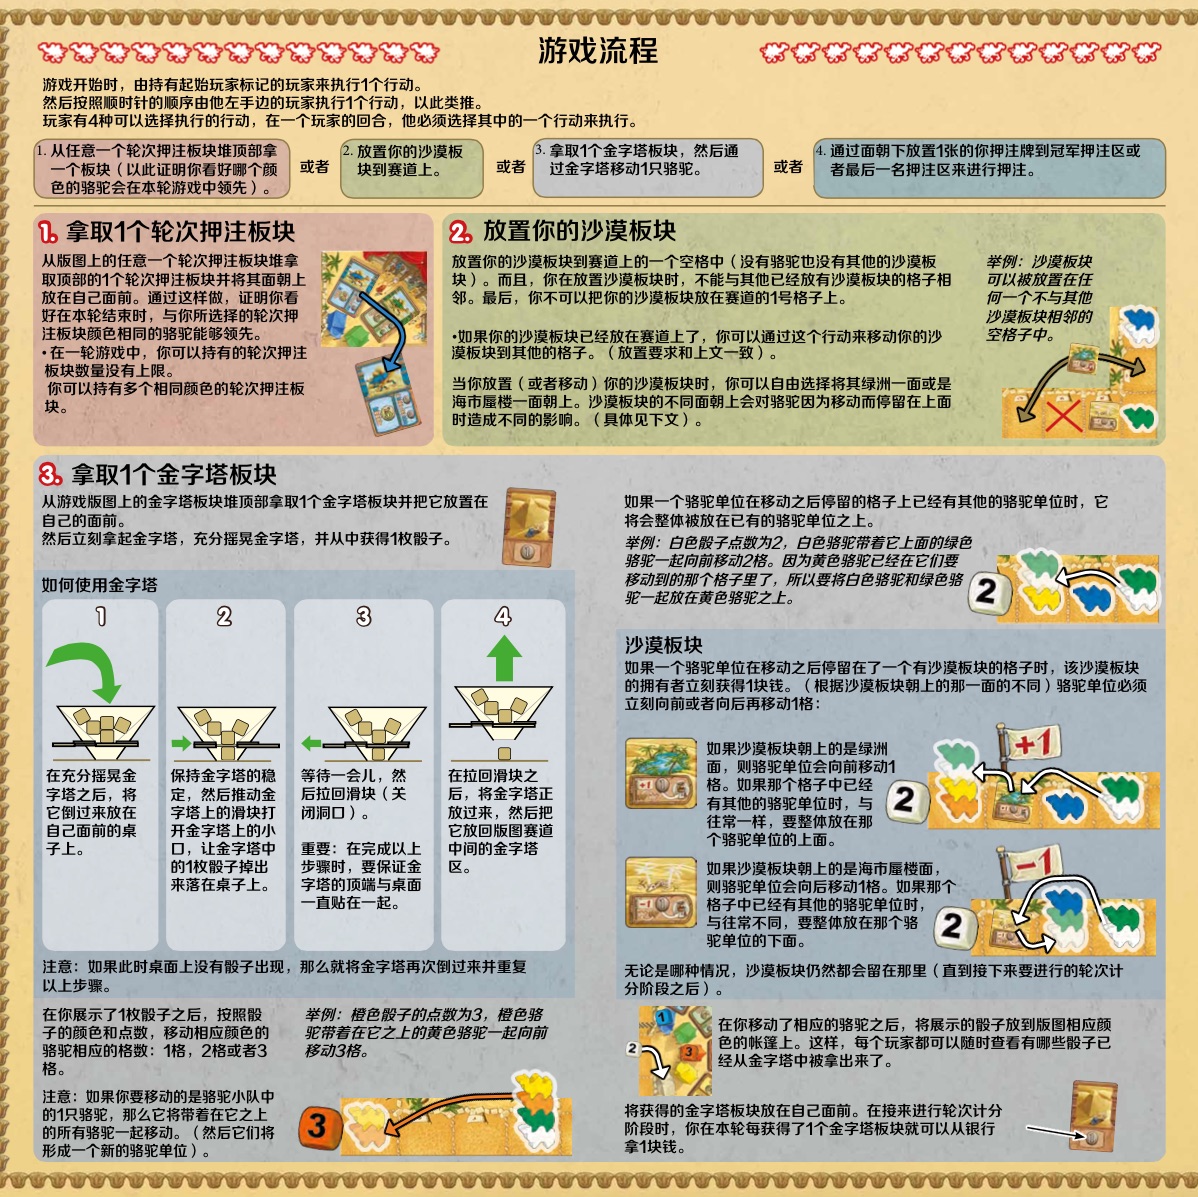 游戏流程
游戏开始时，由持有起始玩家标记的玩家来执行1个行动。
然后按照顺时针的顺序由他左手边的玩家执行1个行动，以此类推。
玩家有4种可以选择执行的行动，在一个玩家的回合，他必须选择其中的一个行动来执行。
1. 从任意一个轮次押注板块堆顶部拿
一个板块（以此证明你看好哪个颜
色的骆驼会在本轮游戏中领先）。
或者
2. 放置你的沙漠板
块到赛道上。
或者
3. 拿取1个金字塔板块，然后通
过金字塔移动1只骆驼。
或者
4. 通过面朝下放置1张的你押注牌到冠军押注区或
者最后一名押注区来进行押注。
1. 拿取1个轮次押注板块
从版图上的任意一个轮次押注板块堆拿
取顶部的1个轮次押注板块并将其面朝上
放在自己面前。通过这样做，证明你看
好在本轮结束时，与你所选择的轮次押
注板块颜色相同的骆驼能够领先。
•在一轮游戏中，你可以持有的轮次押注
板块数量没有上限。
你可以持有多个相同颜色的轮次押注板
块。
2. 放置你的沙漠板块
放置你的沙漠板块到赛道上的一个空格中（没有骆驼也没有其他的沙漠板
块）。而且，你在放置沙漠板块时，不能与其他已经放有沙漠板块的格子相
邻。最后，你不可以把你的沙漠板块放在赛道的1号格子上。
•如果你的沙漠板块已经放在赛道上了，你可以通过这个行动来移动你的沙
漠板块到其他的格子。（放置要求和上文一致）。
当你放置（或者移动）你的沙漠板块时，你可以自由选择将其绿洲一面或是
海市蜃楼一面朝上。沙漠板块的不同面朝上会对骆驼因为移动而停留在上面
时造成不同的影响。（具体见下文）。
举例：沙漠板块
可以被放置在任
何一个不与其他
沙漠板块相邻的
空格子中。
3. 拿取1个金字塔板块
从游戏版图上的金字塔板块堆顶部拿取1个金字塔板块并把它放置在
自己的面前。
然后立刻拿起金字塔，充分摇晃金字塔，并从中获得1枚骰子。
如何使用金字塔
1
在充分摇晃金
字塔之后，将
它倒过来放在
自己面前的桌
子上。
2
保持金字塔的稳
定，然后推动金
字塔上的滑块打
开金字塔上的小
口，让金字塔中
的1枚骰子掉出
来落在桌子上。
3
等待一会儿，然
后拉回滑块（关
闭洞口）。
重要：在完成以上
步骤时，要保证金
字塔的顶端与桌面
一直贴在一起。
4
在拉回滑块之
后，将金字塔正
放过来，然后把
它放回版图赛道
中间的金字塔
区。
注意：如果此时桌面上没有骰子出现，那么就将金字塔再次倒过来并重复
以上步骤。
在你展示了1枚骰子之后，按照骰
子的颜色和点数，移动相应颜色的
骆驼相应的格数：1格，2格或者3
格。
注意：如果你要移动的是骆驼小队中
的1只骆驼，那么它将带着在它之上
的所有骆驼一起移动。（然后它们将
形成一个新的骆驼单位）。
举例：橙色骰子的点数为3，橙色骆
驼带着在它之上的黄色骆驼一起向前
移动3格。
3
如果一个骆驼单位在移动之后停留的格子上已经有其他的骆驼单位时，它
将会整体被放在已有的骆驼单位之上。
举例：白色骰子点数为2，白色骆驼带着它上面的绿色
骆驼一起向前移动2格。因为黄色骆驼已经在它们要
移动到的那个格子里了，所以要将白色骆驼和绿色骆
驼一起放在黄色骆驼之上。
2
沙漠板块
如果一个骆驼单位在移动之后停留在了一个有沙漠板块的格子时，该沙漠板块
的拥有者立刻获得1块钱。（根据沙漠板块朝上的那一面的不同）骆驼单位必须
立刻向前或者向后再移动1格：
+1
如果沙漠板块朝上的是绿洲
面，则骆驼单位会向前移动1
格。如果那个格子中已经
有其他的骆驼单位时，与
往常一样，要整体放在那
个骆驼单位的上面。
+1
2
-1
如果沙漠板块朝上的是海市蜃楼面，
则骆驼单位会向后移动1格。如果那个
格子中已经有其他的骆驼单位时，
与往常不同，要整体放在那个骆
驼单位的下面。
-1
2
无论是哪种情况，沙漠板块仍然都会留在那里（直到接下来要进行的轮次计
分阶段之后）。
1
2
3
在你移动了相应的骆驼之后，将展示的骰子放到版图相应颜
色的帐篷上。这样，每个玩家都可以随时查看有哪些骰子已
经从金字塔中被拿出来了。
将获得的金字塔板块放在自己面前。在接来进行轮次计分
阶段时，你在本轮每获得了1个金字塔板块就可以从银行
拿1块钱。